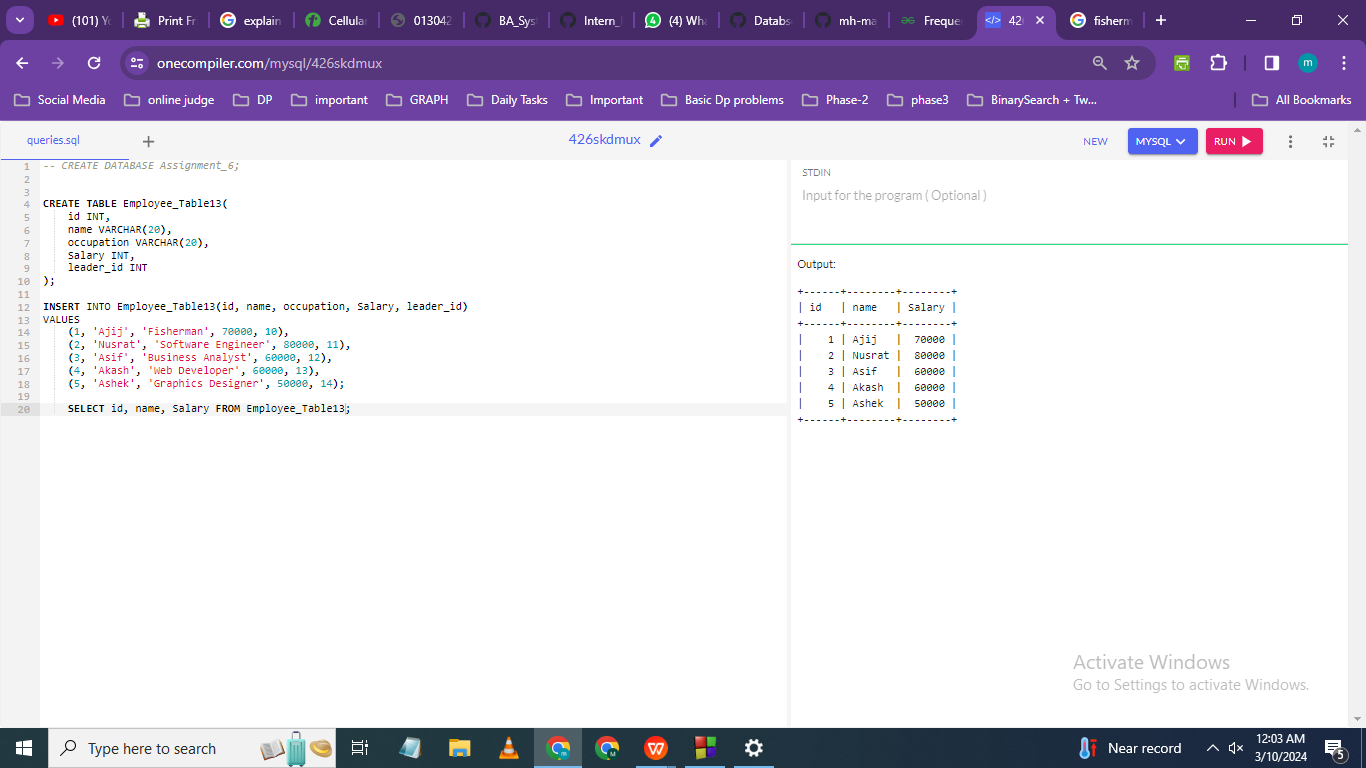 (101) Yo
Print Fr
explain
Cellular
013042
BA_Sys
Intern_
(4) Wha
Databs
mh-ma
Freque
426
fisherm
onecompiler.com/mysql/426skdmux
m
Social Media
online judge
DP
important
GRAPH
Daily Tasks
Important
Basic Dp problems
Phase-2
phase3
BinarySearch + Tw...
All Bookmarks
queries.sql
+
426skdmux
NEW
MYSQL
RUN
1 -- CREATE DATABASE Assignment_6;
2
3
4 CREATE TABLE Employee_Table13(
5 id INT,
6 name VARCHAR(20),
7 occupation VARCHAR(20),
8 Salary INT,
9 leader_id INT
10 );
11
12 INSERT INTO Employee_Table13(id, name, occupation, Salary, leader_id)
13 VALUES
14 (1, 'Ajij', 'Fisherman', 70000, 10),
15 (2, 'Nusrat', 'Software Engineer', 80000, 11),
16 (3, 'Asif', 'Business Analyst', 60000, 12),
17 (4, 'Akash', 'Web Developer', 60000, 13),
18 (5, 'Ashek', 'Graphics Designer', 50000, 14);
19
20 SELECT id, name, Salary FROM Employee_Table13;
STDIN
Input for the program ( Optional )
Output:
+------+--------+--------+
| id   | name   | Salary |
+------+--------+--------+
|    1 | Ajij   |  70000 |
|    2 | Nusrat |  80000 |
|    3 | Asif   |  60000 |
|    4 | Akash  |  60000 |
|    5 | Ashek  |  50000 |
+------+--------+--------+
Activate Windows
Go to Settings to activate Windows.
Type here to search
Near record
12:03 AM
3/10/2024
5